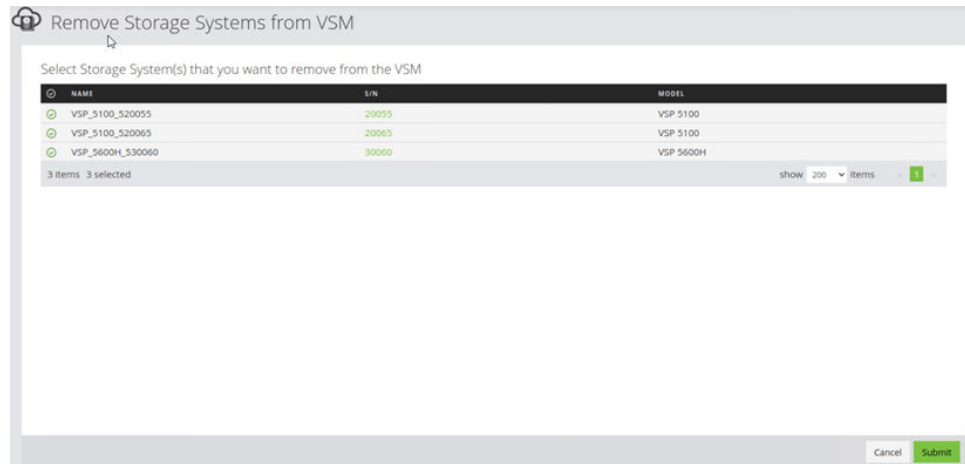 Remove Storage Systems from VSM
Select Storage System(s) that you want to remove from the VSM
NAME S/N MODEL
VSP_5100_520055 20055 VSP 5100
VSP_5100_520065 20065 VSP 5100
VSP_5600H_530060 30060 VSP 5600H
3 items 3 selected show 200 items 1
Cancel Submit